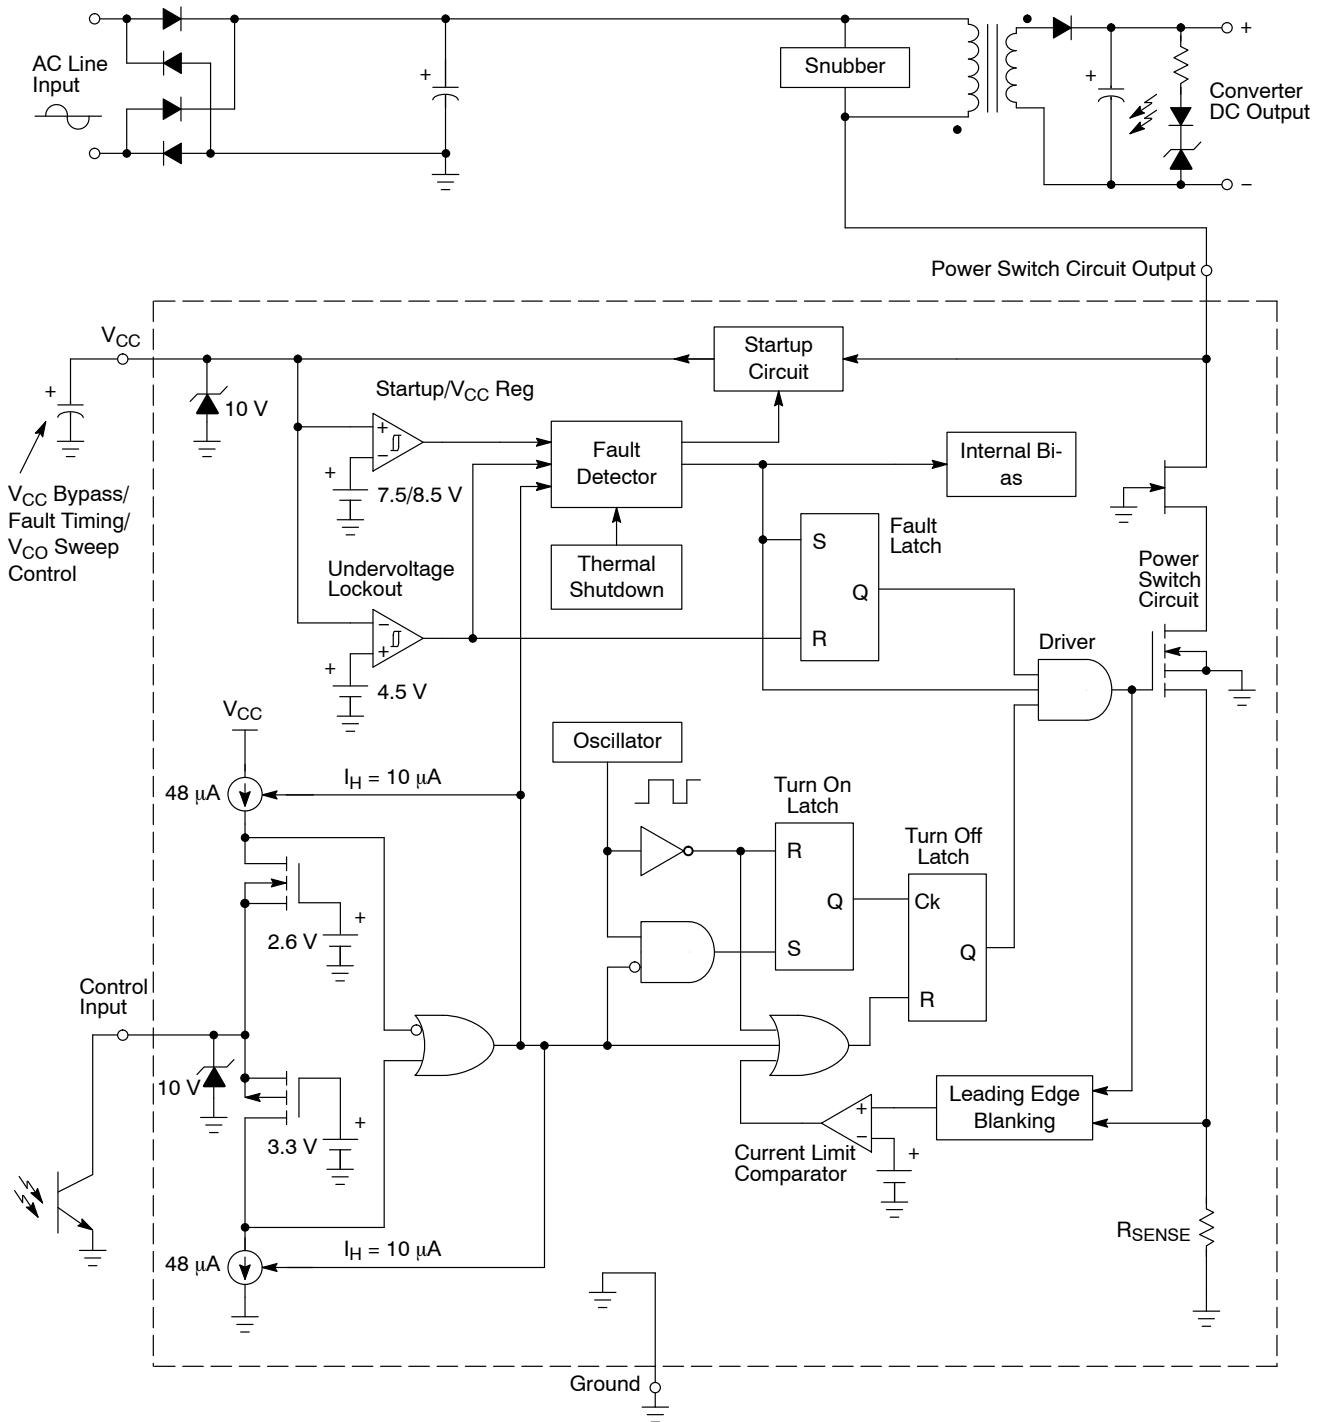 AC Line
Input
+
Snubber
+
+
Converter
DC Output
−
Power Switch Circuit Output
VCC
+
Startup
Circuit
10 V
Startup/VCC Reg
+
−
+
7.5/8.5 V
Fault
Detector
Internal Bi-
as
VCC Bypass/
Fault Timing/
VCO Sweep
Control
Fault
Latch
S
Q
R
Thermal
Shutdown
Undervoltage
Lockout
−
+
+
4.5 V
Power
Switch
Circuit
Driver
VCC
48 μA
IH = 10 μA
Oscillator
Turn On
Latch
R
Q
S
Turn Off
Latch
Ck
Q
R
+
2.6 V
Control
Input
10 V
+
3.3 V
Leading Edge
Blanking
+
−
+
Current Limit
Comparator
RSENSE
48 μA
IH = 10 μA
Ground